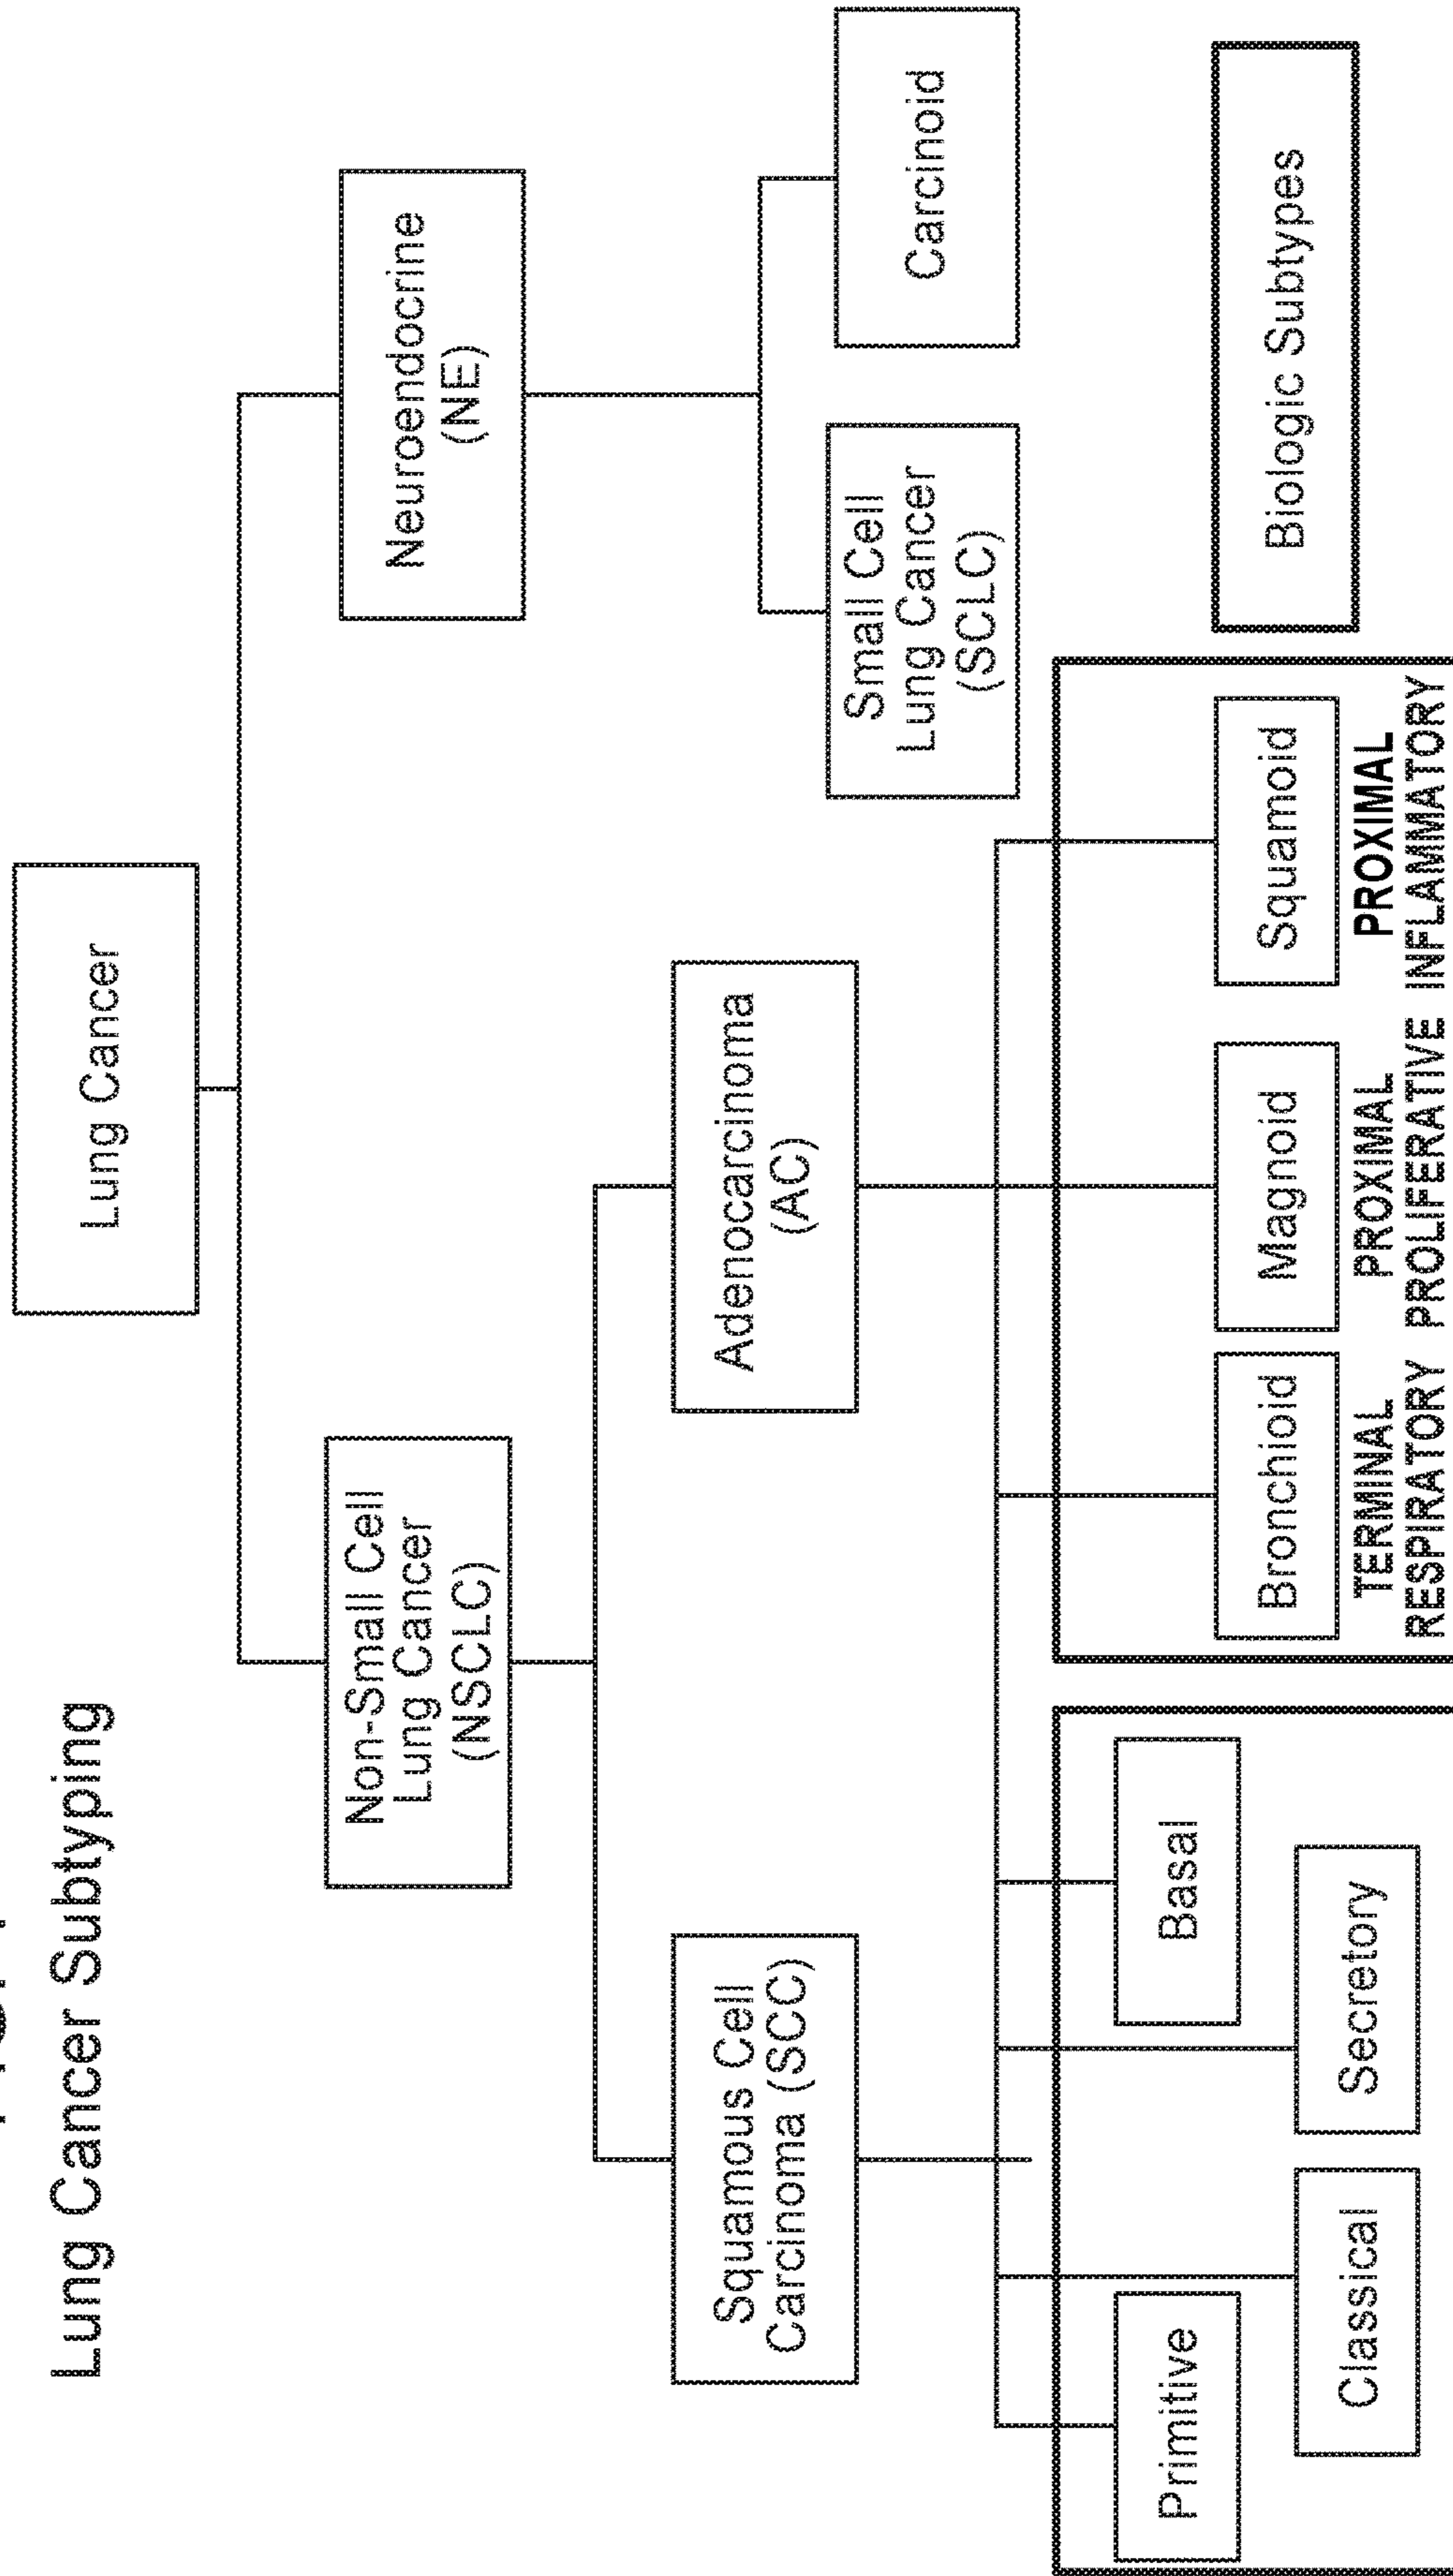 Lung Cancer Subtyping
Lung Cancer
Non-Small Cell
Lung Cancer
(NSCLC)
Neuroendocrine
(NE)
Squamous Cell
Carcinoma (SCC)
Adenocarcinoma
(AC)
Small Cell
Lung Cancer
(SCLC)
Carcinoid
Primitive
Basal
Classical
Secretory
Bronchioid
Magnoid
Squamoid
TERMINAL
RESPIRATORY
PROXIMAL
PROLIFERATIVE
PROXIMAL
INFLAMMATORY
Biologic Subtypes